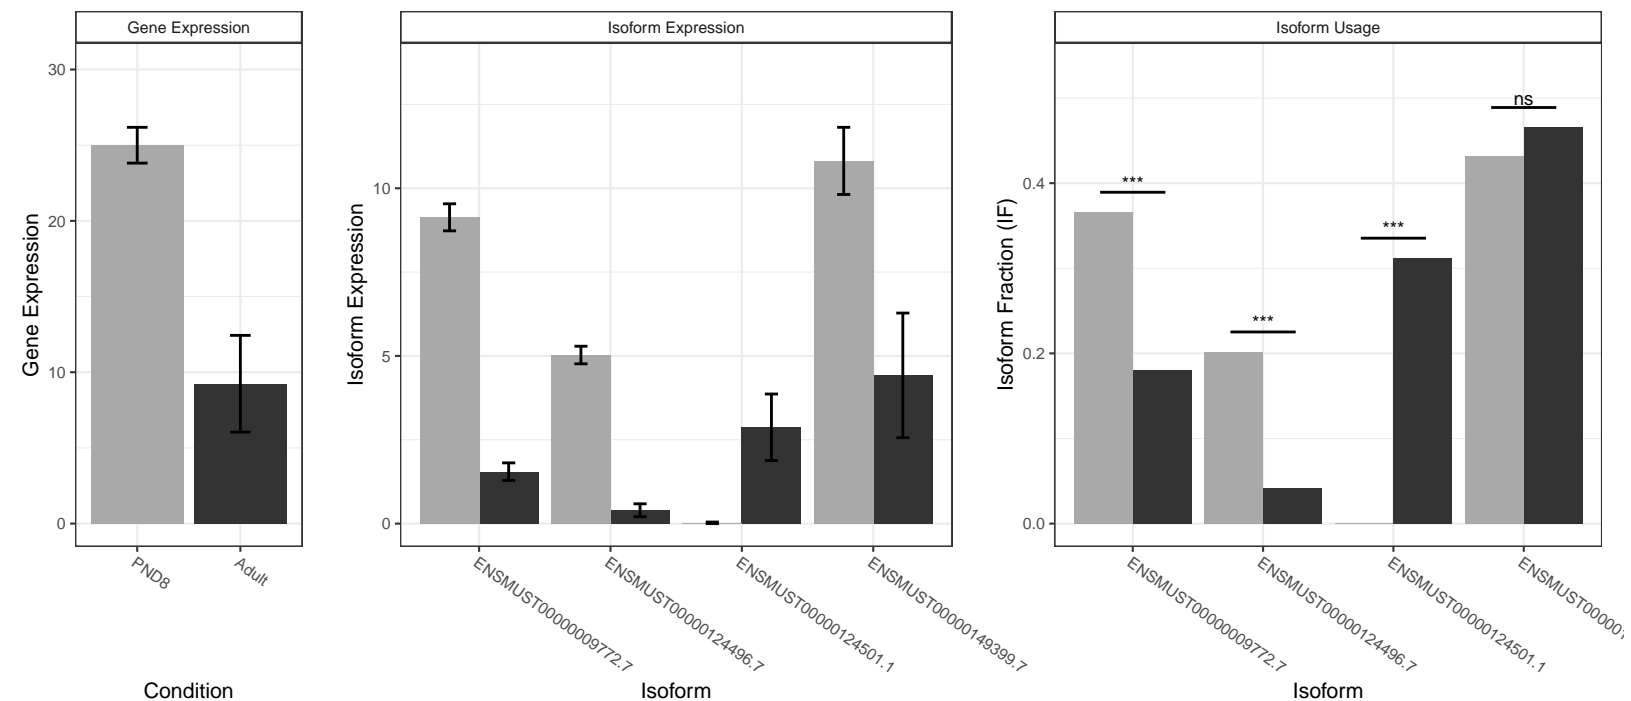 Gene Expression
Isoform Expression
Isoform Usage
Gene Expression
30
20
10
0
PND8
Adult
Condition
Isoform Expression
10
5
0
ENSMUST00000009772.7
ENSMUST00000124496.7
ENSMUST00000124501.1
ENSMUST00000149399.7
Isoform
Isoform Fraction (IF)
0.4
0.2
0.0
***
***
***
ns
ENSMUST00000009772.7
ENSMUST00000124496.7
ENSMUST00000124501.1
Isoform